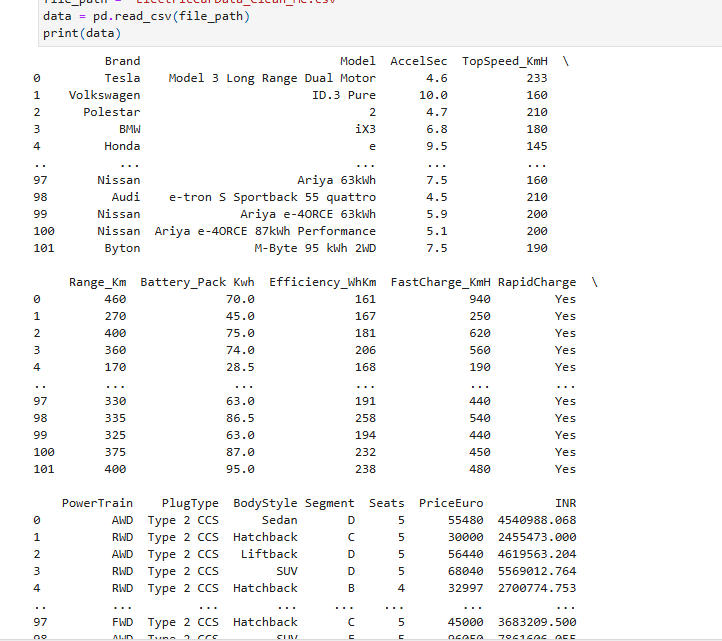 file_path = "ElectricCarData_Clean_Mc.csv"
data = pd.read_csv(file_path)
print(data)
Brand Model AccelSec TopSpeed_KmH \
0 Tesla Model 3 Long Range Dual Motor 4.6 233
1 Volkswagen ID.3 Pure 10.0 160
2 Polestar 2 4.7 210
3 BMW iX3 6.8 180
4 Honda e 9.5 145
.. ... ... ... ...
97 Nissan Ariya 63kWh 7.5 160
98 Audi e-tron S Sportback 55 quattro 4.5 210
99 Nissan Ariya e-4ORCE 63kWh 5.9 200
100 Nissan Ariya e-4ORCE 87kWh Performance 5.1 200
101 Byton M-Byte 95 kWh 2WD 7.5 190
Range_Km Battery_Pack Kwh Efficiency_WhKm FastCharge_KmH RapidCharge \
0 460 70.0 161 940 Yes
1 270 45.0 167 250 Yes
2 400 75.0 181 620 Yes
3 360 74.0 206 560 Yes
4 170 28.5 168 190 Yes
.. ... ... ... ... ...
97 330 63.0 191 440 Yes
98 335 86.5 258 540 Yes
99 325 63.0 194 440 Yes
100 375 87.0 232 450 Yes
101 400 95.0 238 480 Yes
PowerTrain PlugType BodyStyle Segment Seats PriceEuro INR
0 AWD Type 2 CCS Sedan D 5 55480 4540988.068
1 RWD Type 2 CCS Hatchback C 5 30000 2455473.000
2 AWD Type 2 CCS Liftback D 5 56440 4619563.204
3 RWD Type 2 CCS SUV D 5 68040 5569012.764
4 RWD Type 2 CCS Hatchback B 4 32997 2700774.753
.. ... ... ... ... ... ... ...
97 FWD Type 2 CCS Hatchback C 5 45000 3683209.500
98 AWD Type 2 CCS SUV E 5 96050 7861606.055